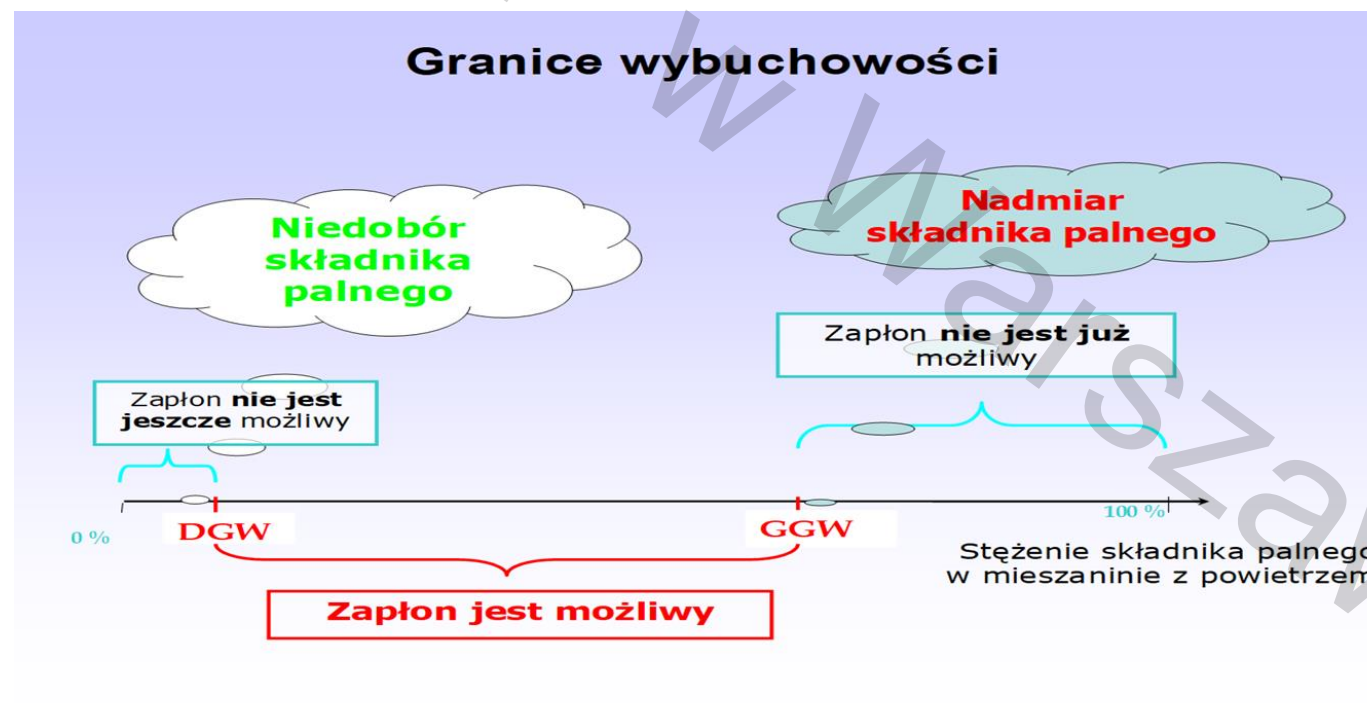 Granice wybuchowości
Niedobór
składnika
palnego
Nadmiar
składnika palnego
Zapłon nie jest już
możliwy
Zapłon nie jest
jeszcze możliwy
0 %
DGW
GGW
100 %
Stężenie składnika palnego
w mieszaninie z powietrzem
Zapłon jest możliwy
w Warszaw